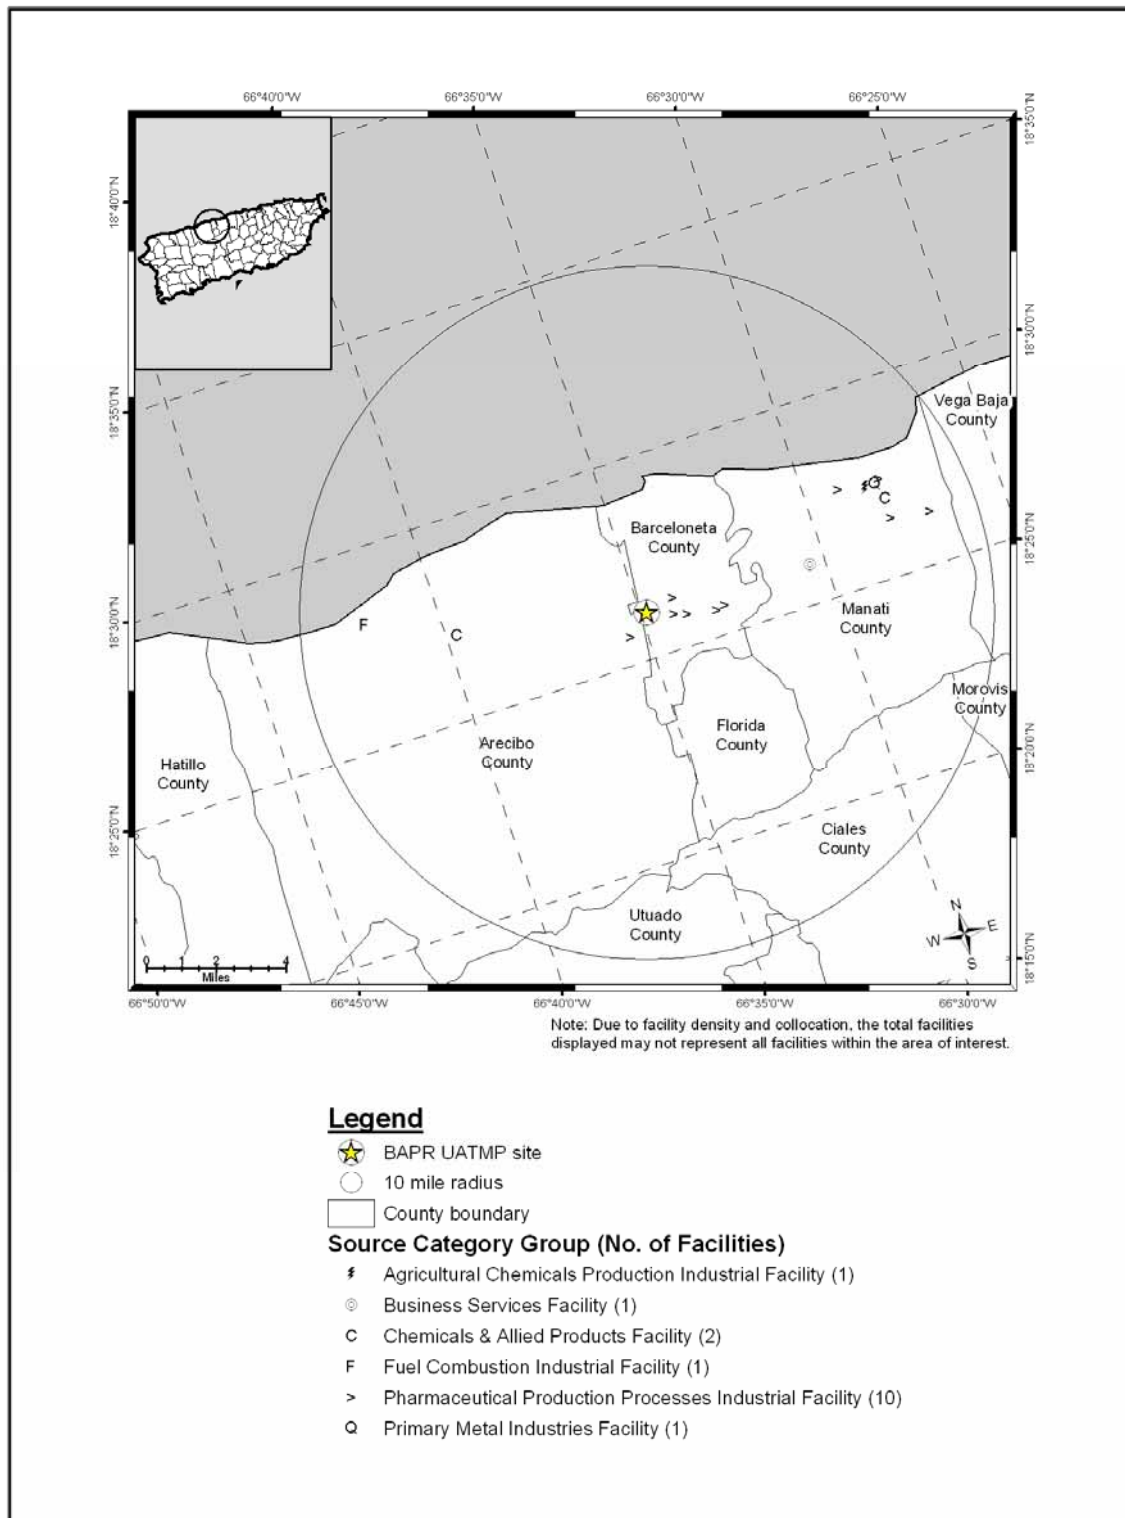 66°40'0"W 66°35'0"W 66°30'0"W 66°25'0"W
18°35'0"N
18°40'0"N
18°30'0"N
18°35'0"N
Vega Baja
County
C
> > > >
Barceloneta
County
18°25'0"N
Manati
County
18°30'0"N
F
C
> > > > > >
Morovis
County
Florida
County
Arecibo
County
18°20'0"N
Hatillo
County
18°25'0"N
Ciales
County
Utuado
County
N
W E
S
18°15'0"N
0 1 2 4
Miles
66°50'0"W 66°45'0"W 66°40'0"W 66°35'0"W 66°30'0"W
Note: Due to facility density and collocation, the total facilities
displayed may not represent all facilities within the area of interest.
Legend
BAPR UATMP site
10 mile radius
County boundary
Source Category Group (No. of Facilities)
Agricultural Chemicals Production Industrial Facility (1)
Business Services Facility (1)
C Chemicals & Allied Products Facility (2)
F Fuel Combustion Industrial Facility (1)
> Pharmaceutical Production Processes Industrial Facility (10)
Q Primary Metal Industries Facility (1)